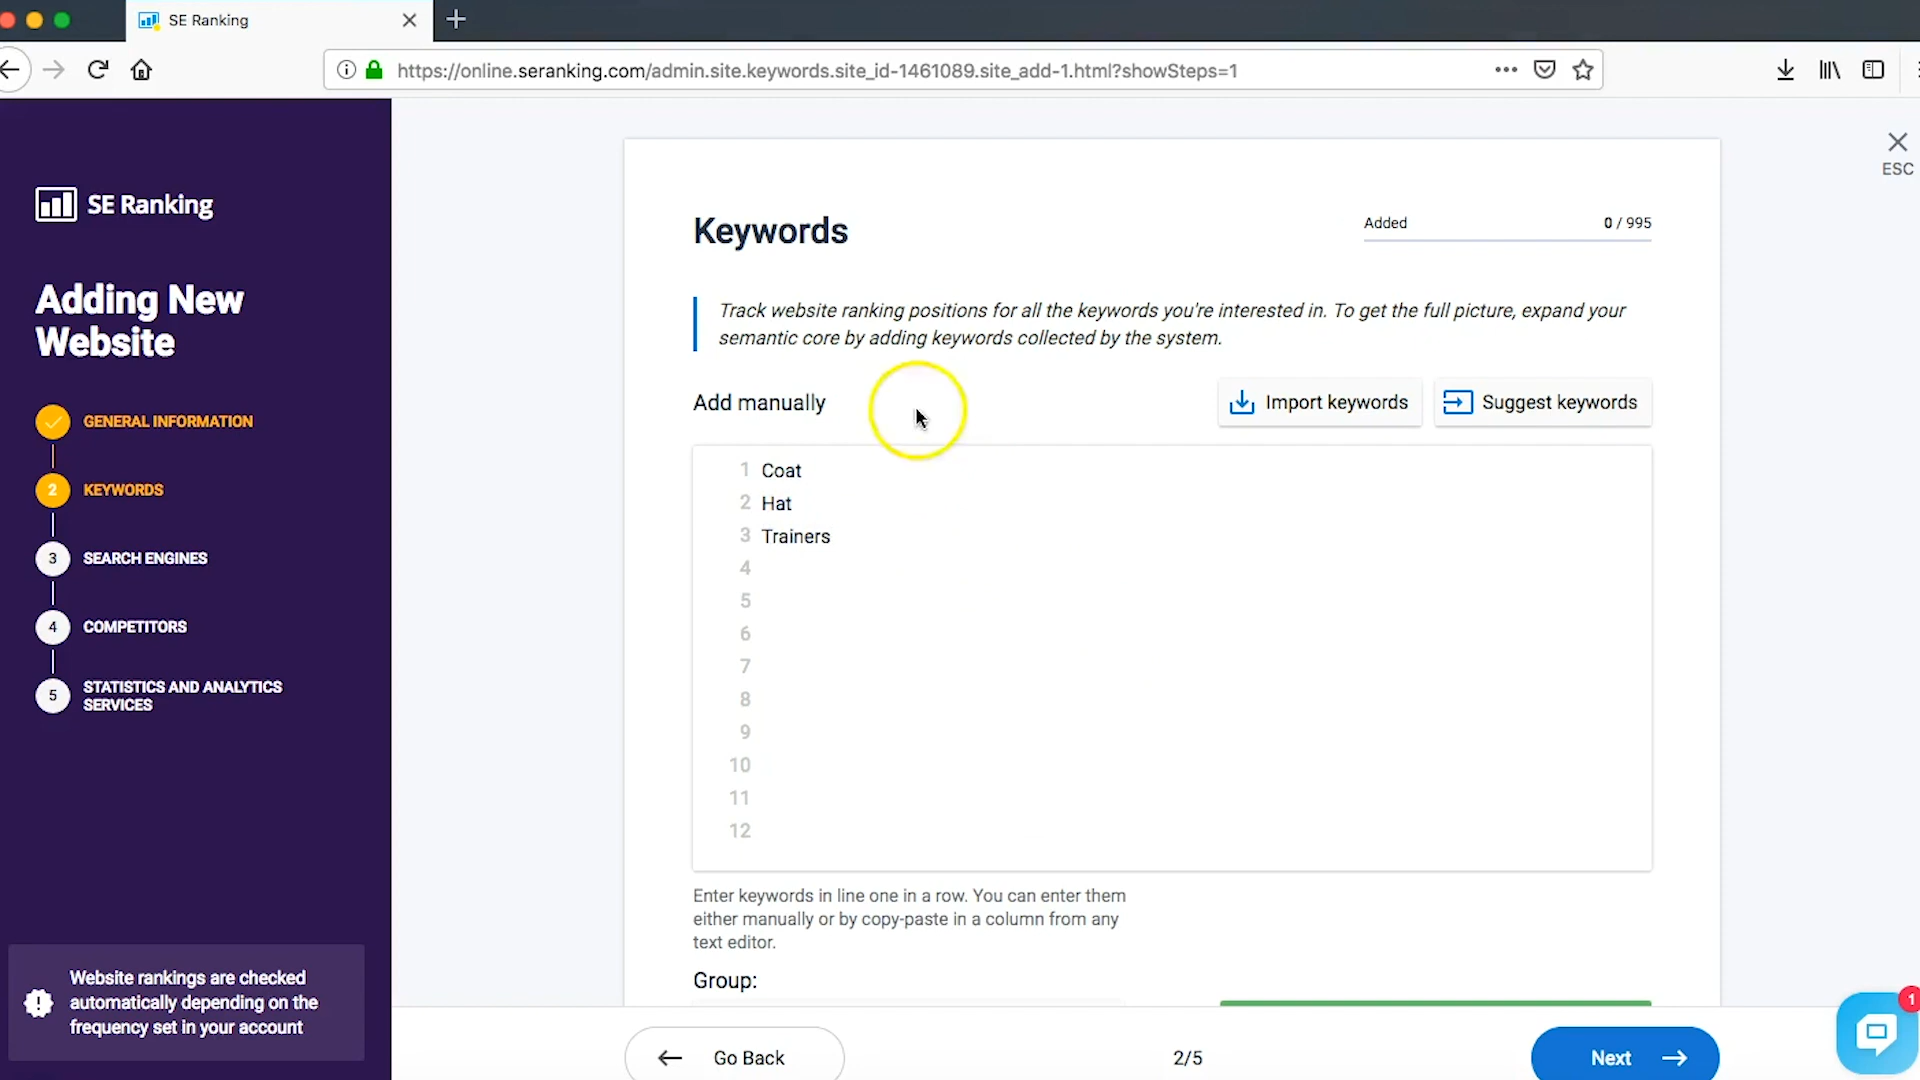 SE Ranking
https://online.seranking.com/admin.site.keywords.site_id-1461089.site_add-1.html?showSteps=1
SE Ranking
Adding New
Website
GENERAL INFORMATION
2 KEYWORDS
3 SEARCH ENGINES
4 COMPETITORS
5 STATISTICS AND ANALYTICS
SERVICES
Website rankings are checked
automatically depending on the
frequency set in your account
ESC
Keywords
Added 0 / 995
Track website ranking positions for all the keywords you're interested in. To get the full picture, expand your
semantic core by adding keywords collected by the system.
Add manually
Import keywords
Suggest keywords
1 Coat
2 Hat
3 Trainers
4
5
6
7
8
9
10
11
12
Enter keywords in line one in a row. You can enter them
either manually or by copy-paste in a column from any
text editor.
Group:
Go Back
2/5
Next
1